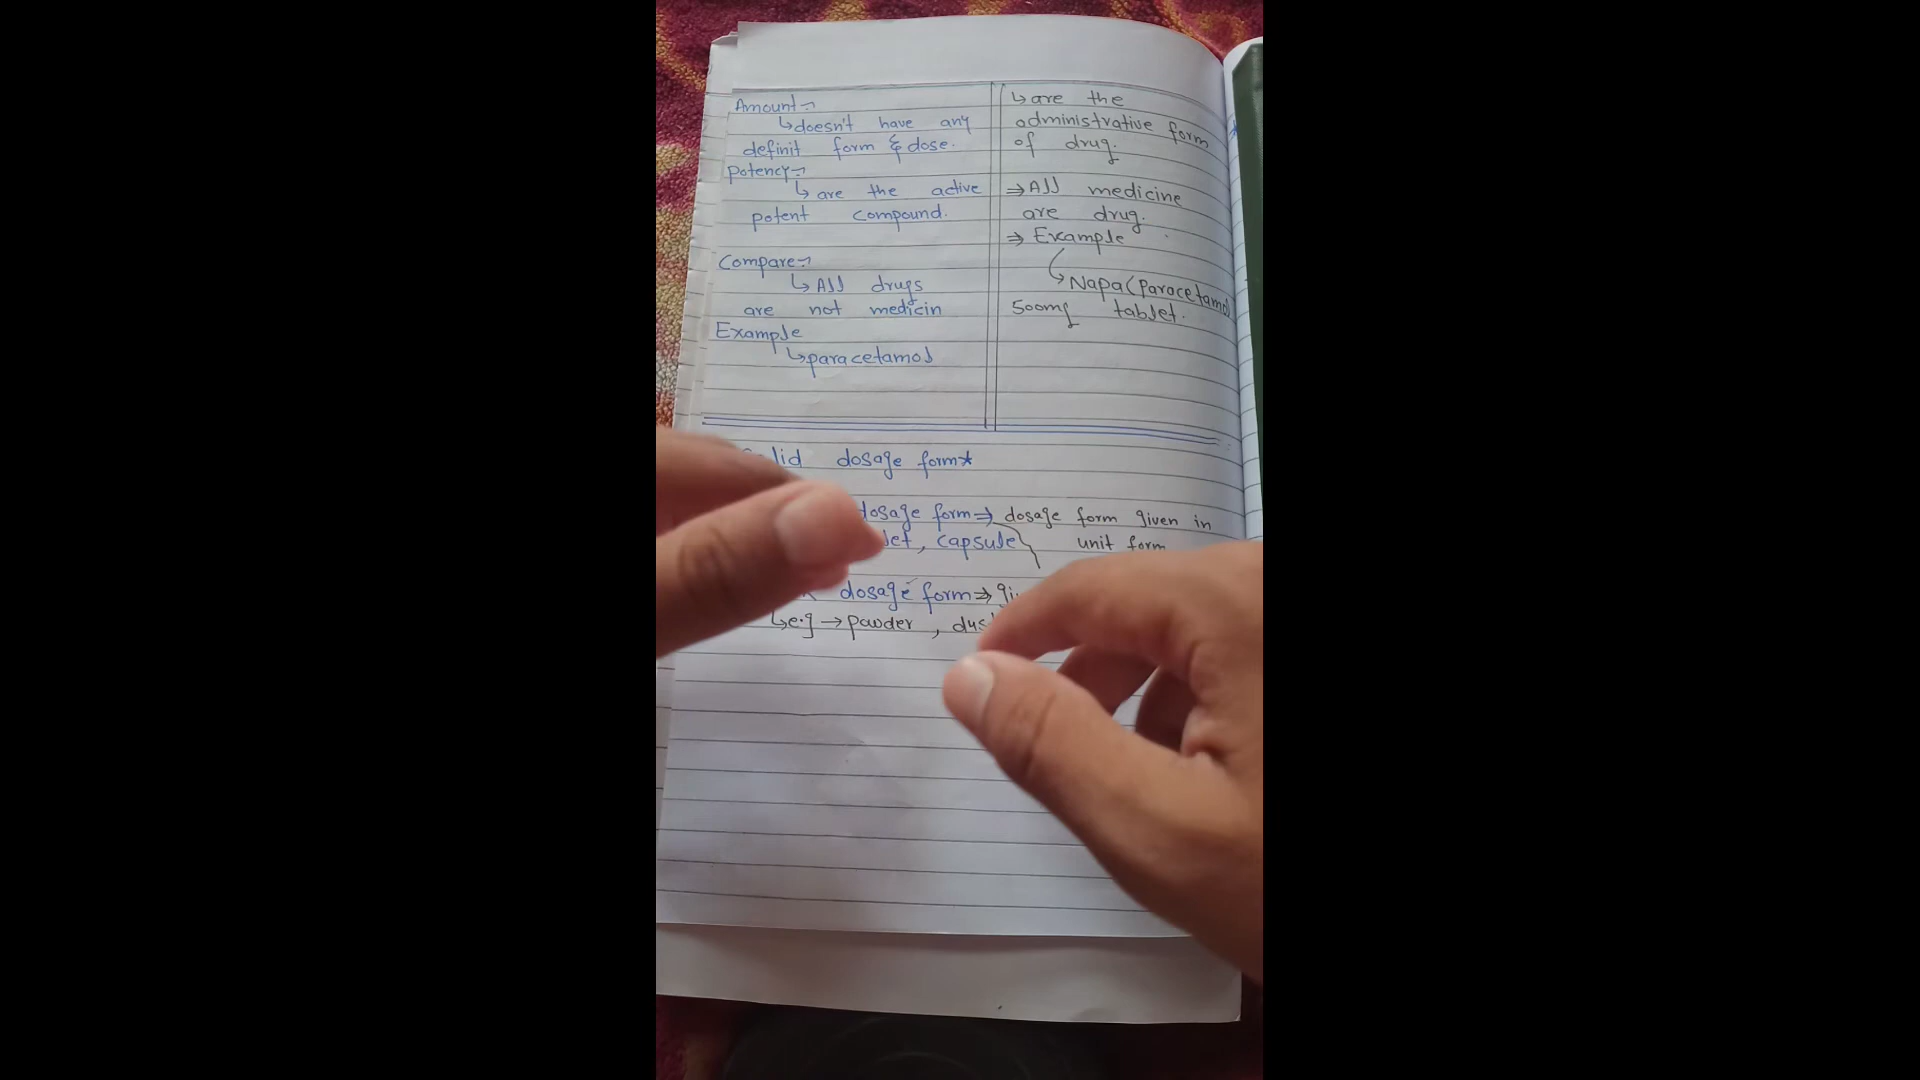 Amount:-
↳doesn't have any
definit form & dose.
Potency:-
↳ are the active
potent compound.
Compare:-
↳ All drugs
are not medicin
Example
↳paracetamol
↳ are the
administrative form
of drug.
⇒ All medicine
are drug.
⇒ Example
↳ Napa (Paracetamol
500mg tablet.
dosage form*
dosage form ⇒ dosage form given in
, capsule unit form
dosage form ⇒
↳ e.g → pawder ,